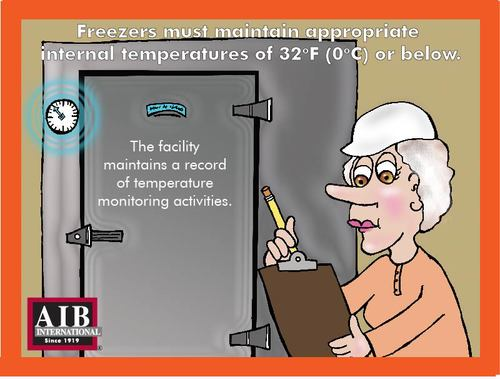 Freezers must maintain appropriate
internal temperatures of 32°F (0°C) or below.
The facility
maintains a record
of temperature
monitoring activities.
AIB
INTERNATIONAL
Since 1919
®